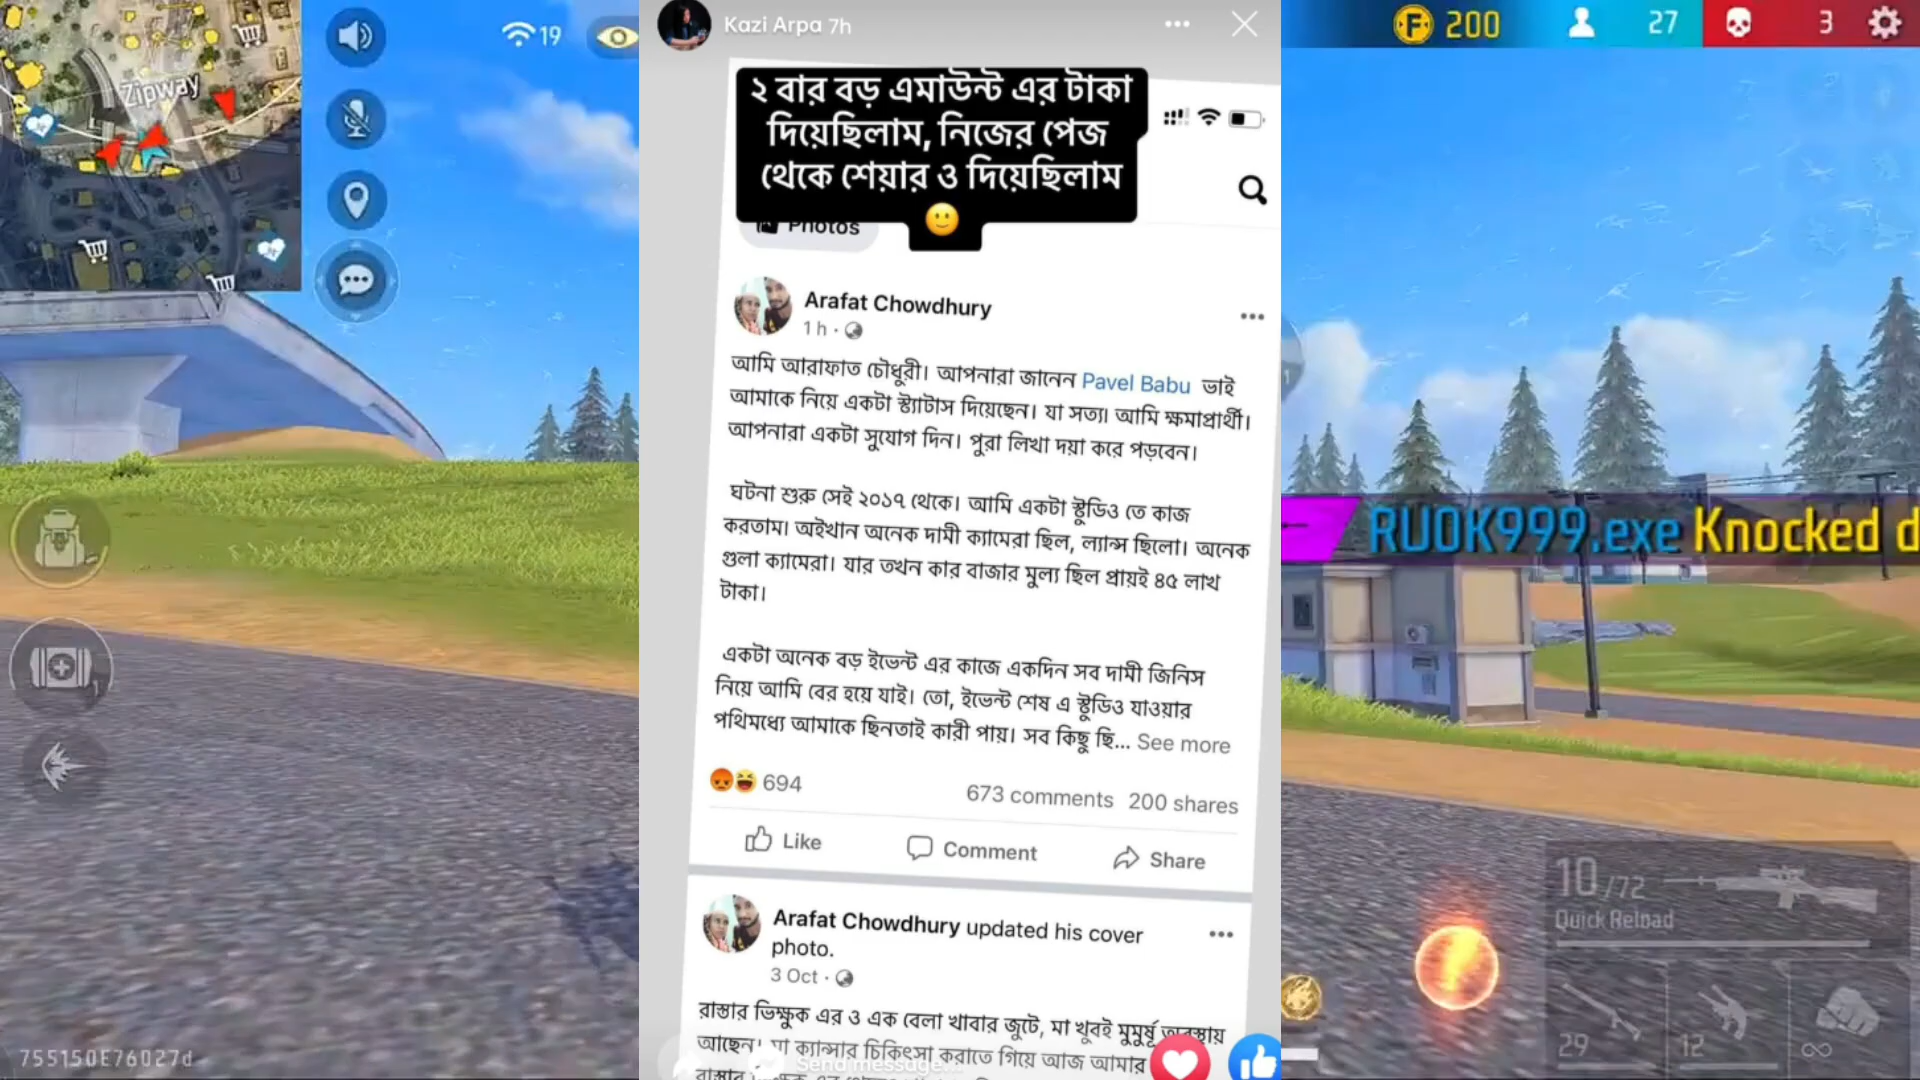 Zipway
19
755150E76027d
Kazi Arpa 7h
২ বার বড় এমাউন্ট এর টাকা
দিয়েছিলাম, নিজের পেজ
থেকে শেয়ার ও দিয়েছিলাম
Photos
Arafat Chowdhury
1 h
আমি আরাফাত চৌধুরী। আপনারা জানেন Pavel Babu ভাই
আমাকে নিয়ে একটা স্ট্যাটাস দিয়েছেন। যা সত্য। আমি ক্ষমাপ্রার্থী।
আপনারা একটা সুযোগ দিন। পুরা লিখা দয়া করে পড়বেন।
ঘটনা শুরু সেই ২০১৭ থেকে। আমি একটা স্টুডিও তে কাজ
করতাম। অইখান অনেক দামী ক্যামেরা ছিল, ল্যান্স ছিলো। অনেক
গুলা ক্যামেরা। যার তখন কার বাজার মুল্য ছিল প্রায়ই ৪৫ লাখ
টাকা।
একটা অনেক বড় ইভেন্ট এর কাজে একদিন সব দামী জিনিস
নিয়ে আমি বের হয়ে যাই। তো, ইভেন্ট শেষ এ স্টুডিও যাওয়ার
পথিমধ্যে আমাকে ছিনতাই কারী পায়। সব কিছু ছি... See more
694
673 comments 200 shares
Like Comment Share
Arafat Chowdhury updated his cover
photo.
3 Oct
রাস্তার ভিক্ষুক এর ও এক বেলা খাবার জুটে, মা খুবই মুমুর্ষূ অবস্থায়
আছেন। মা ক্যান্সার চিকিৎসা করাতে গিয়ে আজ আমার
Send message...
200
27
3
RUOK999.exe Knocked d
10/72
Quick Reload
29
12